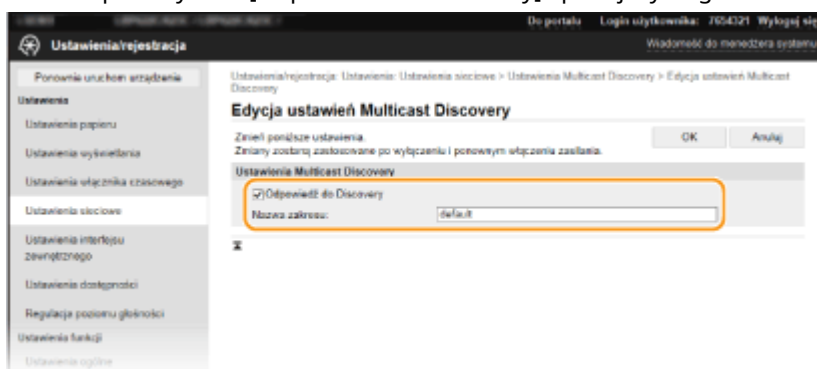 Do portalu Login użytkownika: 7654321 Wyloguj się
Ustawienia/rejestracja
Wiadomość do menedżera systemu
Ponownie uruchom urządzenie
Ustawienia/rejestracja: Ustawienia: Ustawienia sieciowe > Ustawienia Multicast Discovery > Edycja ustawień Multicast
Discovery
Ustawienia
Edycja ustawień Multicast Discovery
Ustawienia papieru
Zmień poniższe ustawienia.
Zmiany zostaną zastosowane po wyłączeniu i ponownym włączeniu zasilania.
OK Anuluj
Ustawienia wyświetlania
Ustawienia Multicast Discovery
Ustawienia włącznika czasowego
Odpowiedź do Discovery
Ustawienia sieciowe
Nazwa zakresu: default
Ustawienia interfejsu
zewnętrznego
Ustawienia dostępności
Regulacja poziomu głośności
Ustawienia funkcji
Ustawienia ogólne